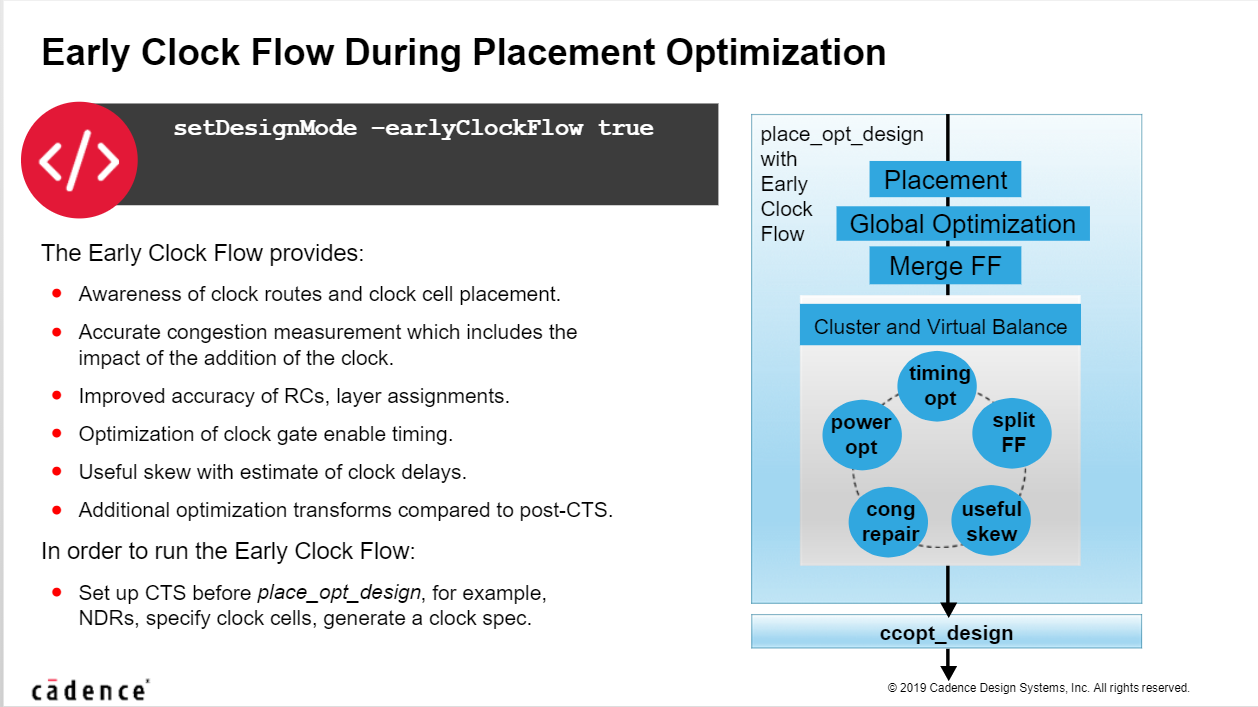 Early Clock Flow During Placement Optimization
setDesignMode –earlyClockFlow true
The Early Clock Flow provides:
• Awareness of clock routes and clock cell placement.
• Accurate congestion measurement which includes the
impact of the addition of the clock.
• Improved accuracy of RCs, layer assignments.
• Optimization of clock gate enable timing.
• Useful skew with estimate of clock delays.
• Additional optimization transforms compared to post-CTS.
In order to run the Early Clock Flow:
• Set up CTS before place_opt_design, for example,
NDRs, specify clock cells, generate a clock spec.
place_opt_design
with
Early
Clock
Flow
Placement
Global Optimization
Merge FF
Cluster and Virtual Balance
timing
opt
split
FF
useful
skew
cong
repair
power
opt
ccopt_design
cādence
© 2019 Cadence Design Systems, Inc. All rights reserved.